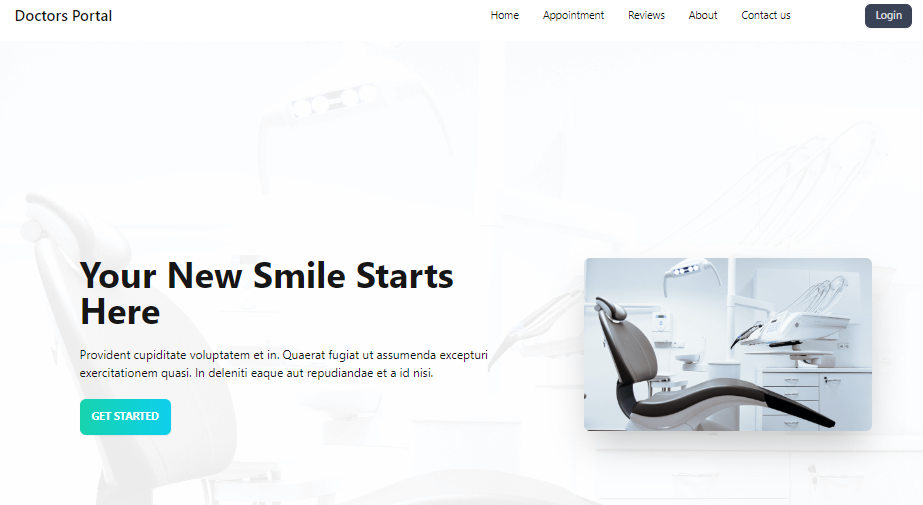 Doctors Portal
Home Appointment Reviews About Contact us
Login
Your New Smile Starts
Here
Provident cupiditate voluptatem et in. Quaerat fugiat ut assumenda excepturi
exercitationem quasi. In deleniti eaque aut repudiandae et a id nisi.
GET STARTED